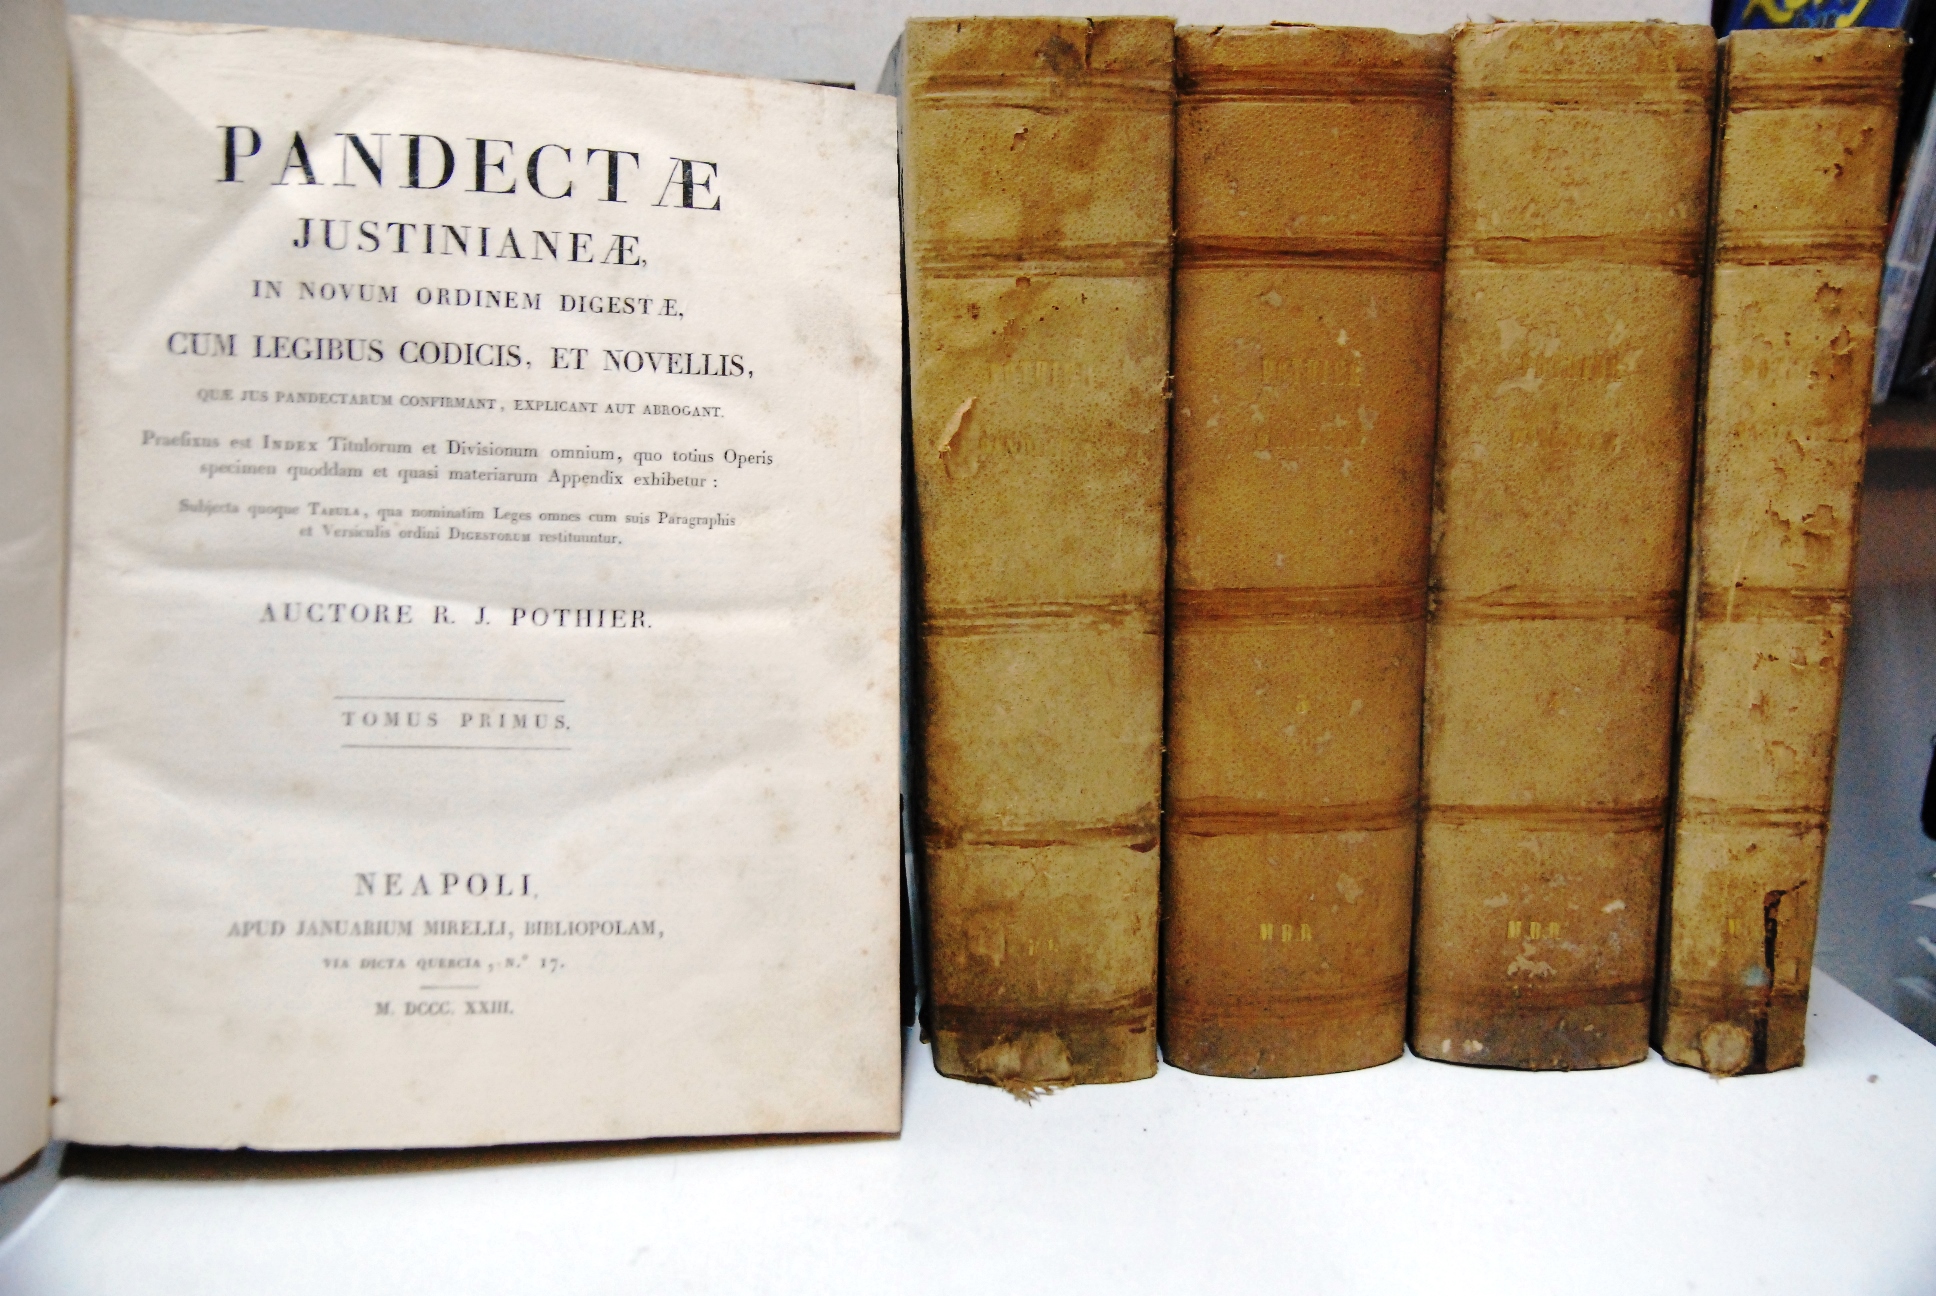 PANDECTÆ
JUSTINIANEÆ,
IN NOVUM ORDINEM DIGESTÆ,
CUM LEGIBUS CODICIS, ET NOVELLIS,
QUÆ JUS PANDECTARUM CONFIRMANT, EXPLICANT AUT ABROGANT.
Praefixus est INDEX Titulorum et Divisionum omnium, quo totius Operis
specimen quoddam et quasi materiarum Appendix exhibetur :
Subjecta quoque TABULA, qua nominatim Leges omnes cum suis Paragraphis
et Versiculis ordini DIGESTORUM restituuntur.
AUCTORE R. J. POTHIER.
TOMUS PRIMUS.
NEAPOLI,
APUD JANUARIUM MIRELLI, BIBLIOPOLAM,
VIA DICTA QUERCIA, N.° 17.
M. DCCC. XXIII.